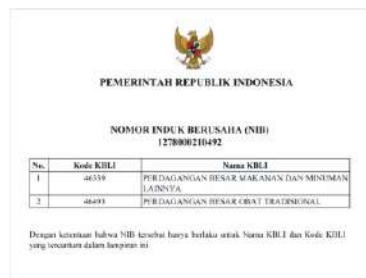 PEMERINTAH REPUBLIK INDONESIA
NOMOR INDUK BERUSAHA (NIB)
1278000210492
No. Kode KBLI Nama KBLI
1 46339 PERDAGANGAN BESAR MAKANAN DAN MINUMAN
LAINNYA
2 46493 PERDAGANGAN BESAR OBAT TRADISIONAL
Dengan ketentuan bahwa NIB tersebut hanya berlaku untuk Nama KBLI dan Kode KBLI
yang tercantum dalam lampiran ini